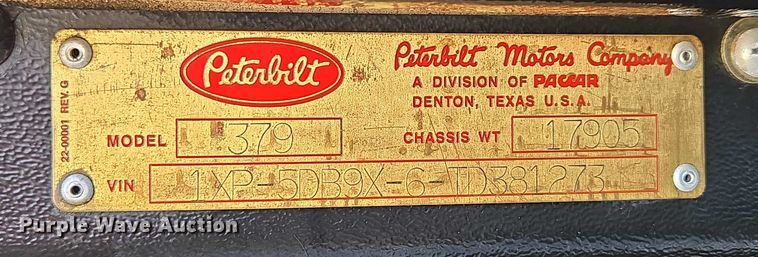 22-00001 REV. G
Peterbilt
Peterbilt Motors Company
A DIVISION OF PACCAR
DENTON, TEXAS U.S.A.
MODEL 379 CHASSIS WT 17905
VIN 1XP-5DB9X-6-TD381273
Purple Wave Auction